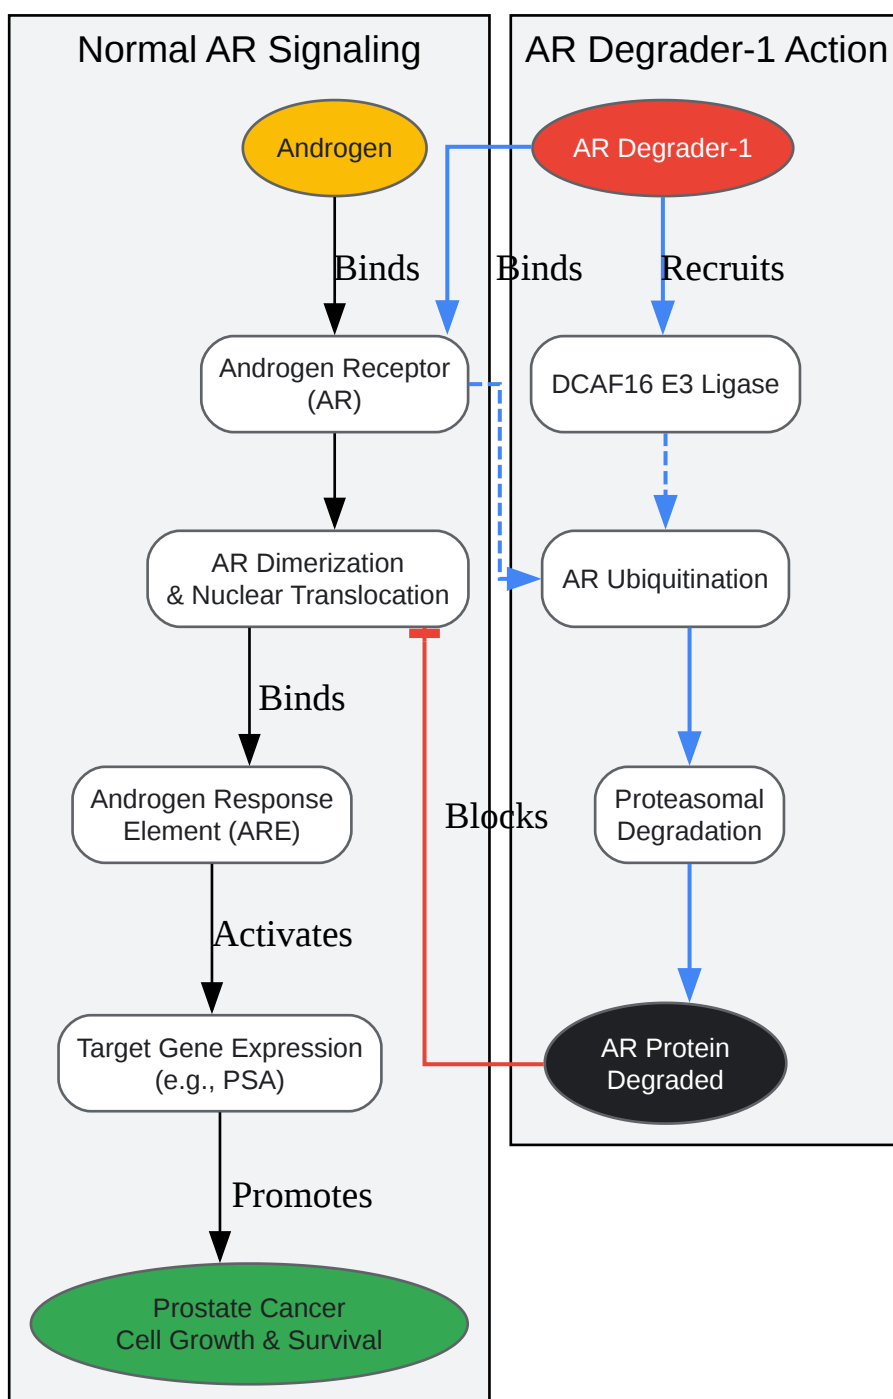 Normal AR Signaling
AR Degrader-1 Action
Androgen
AR Degrader-1
Binds
Binds
Recruits
Androgen Receptor
(AR)
DCAF16 E3 Ligase
AR Dimerization
& Nuclear Translocation
AR Ubiquitination
Binds
Androgen Response
Element (ARE)
Blocks
Proteasomal
Degradation
Activates
Target Gene Expression
(e.g., PSA)
AR Protein
Degraded
Promotes
Prostate Cancer
Cell Growth & Survival